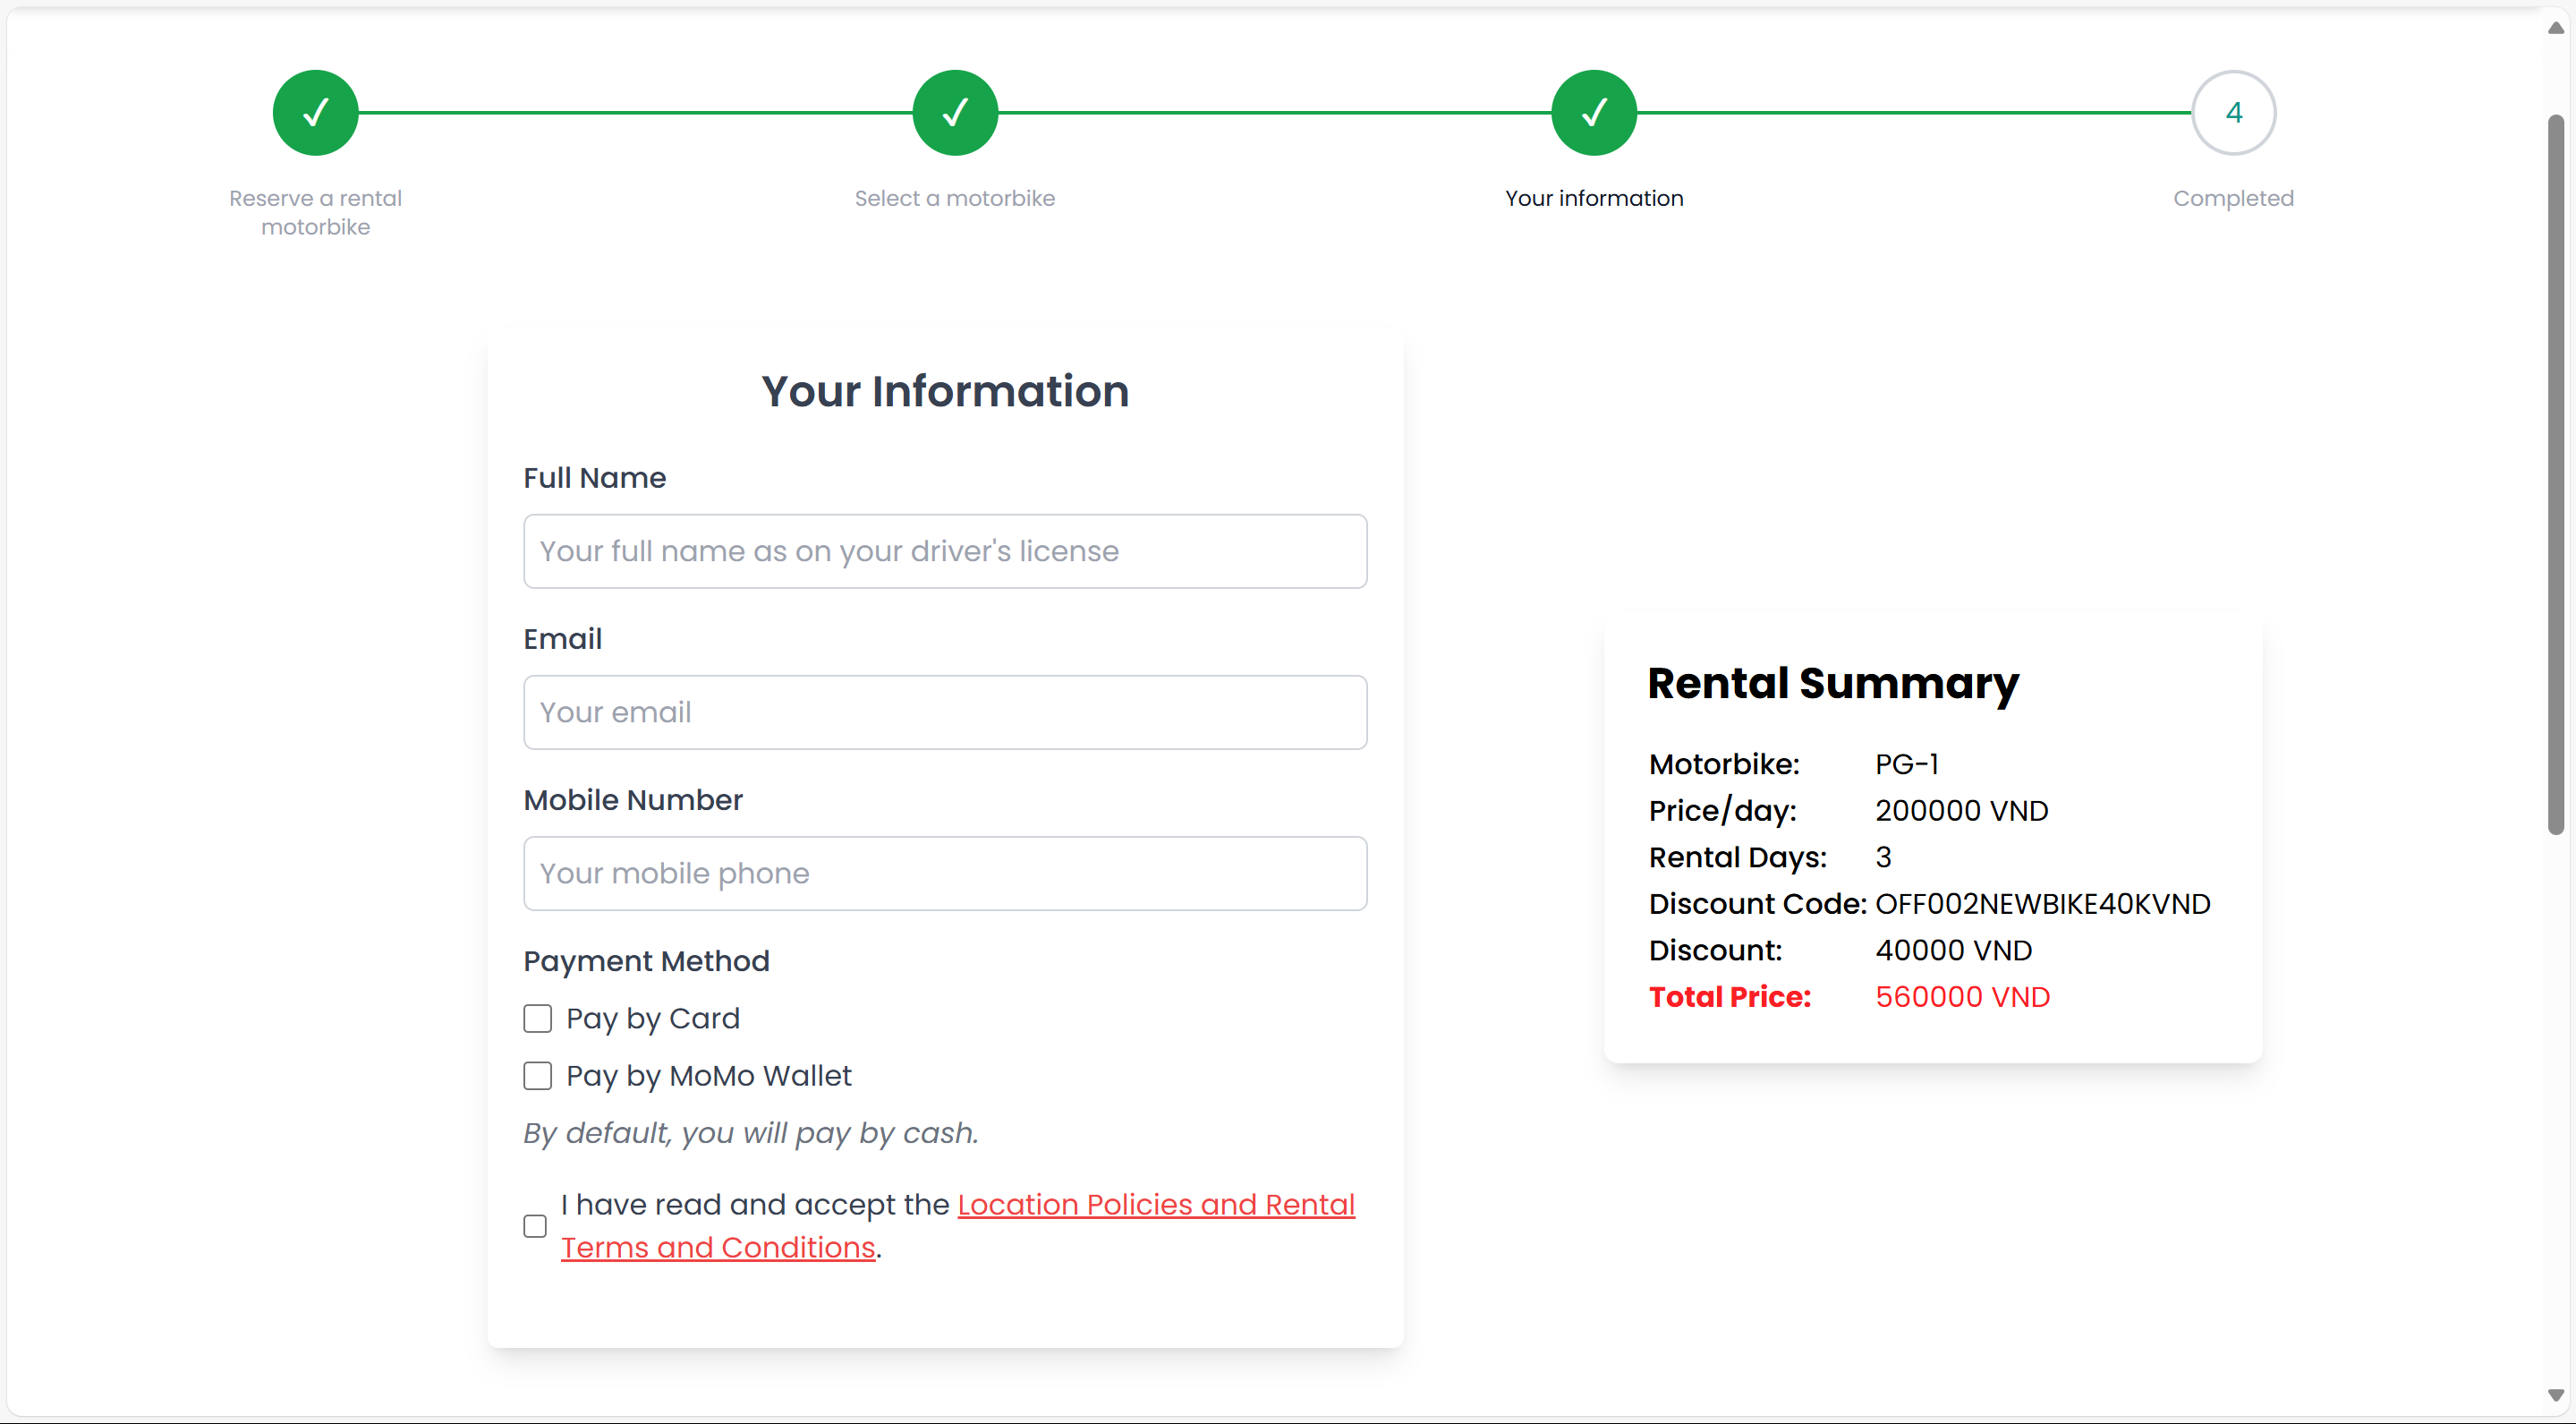 Reserve a rental
motorbike
Select a motorbike
Your information
4
Completed
Your Information
Full Name
Your full name as on your driver's license
Email
Your email
Mobile Number
Your mobile phone
Payment Method
Pay by Card
Pay by MoMo Wallet
By default, you will pay by cash.
I have read and accept the Location Policies and Rental
Terms and Conditions.
Rental Summary
Motorbike: PG-1
Price/day: 200000 VND
Rental Days: 3
Discount Code: OFF002NEWBIKE40KVND
Discount: 40000 VND
Total Price: 560000 VND